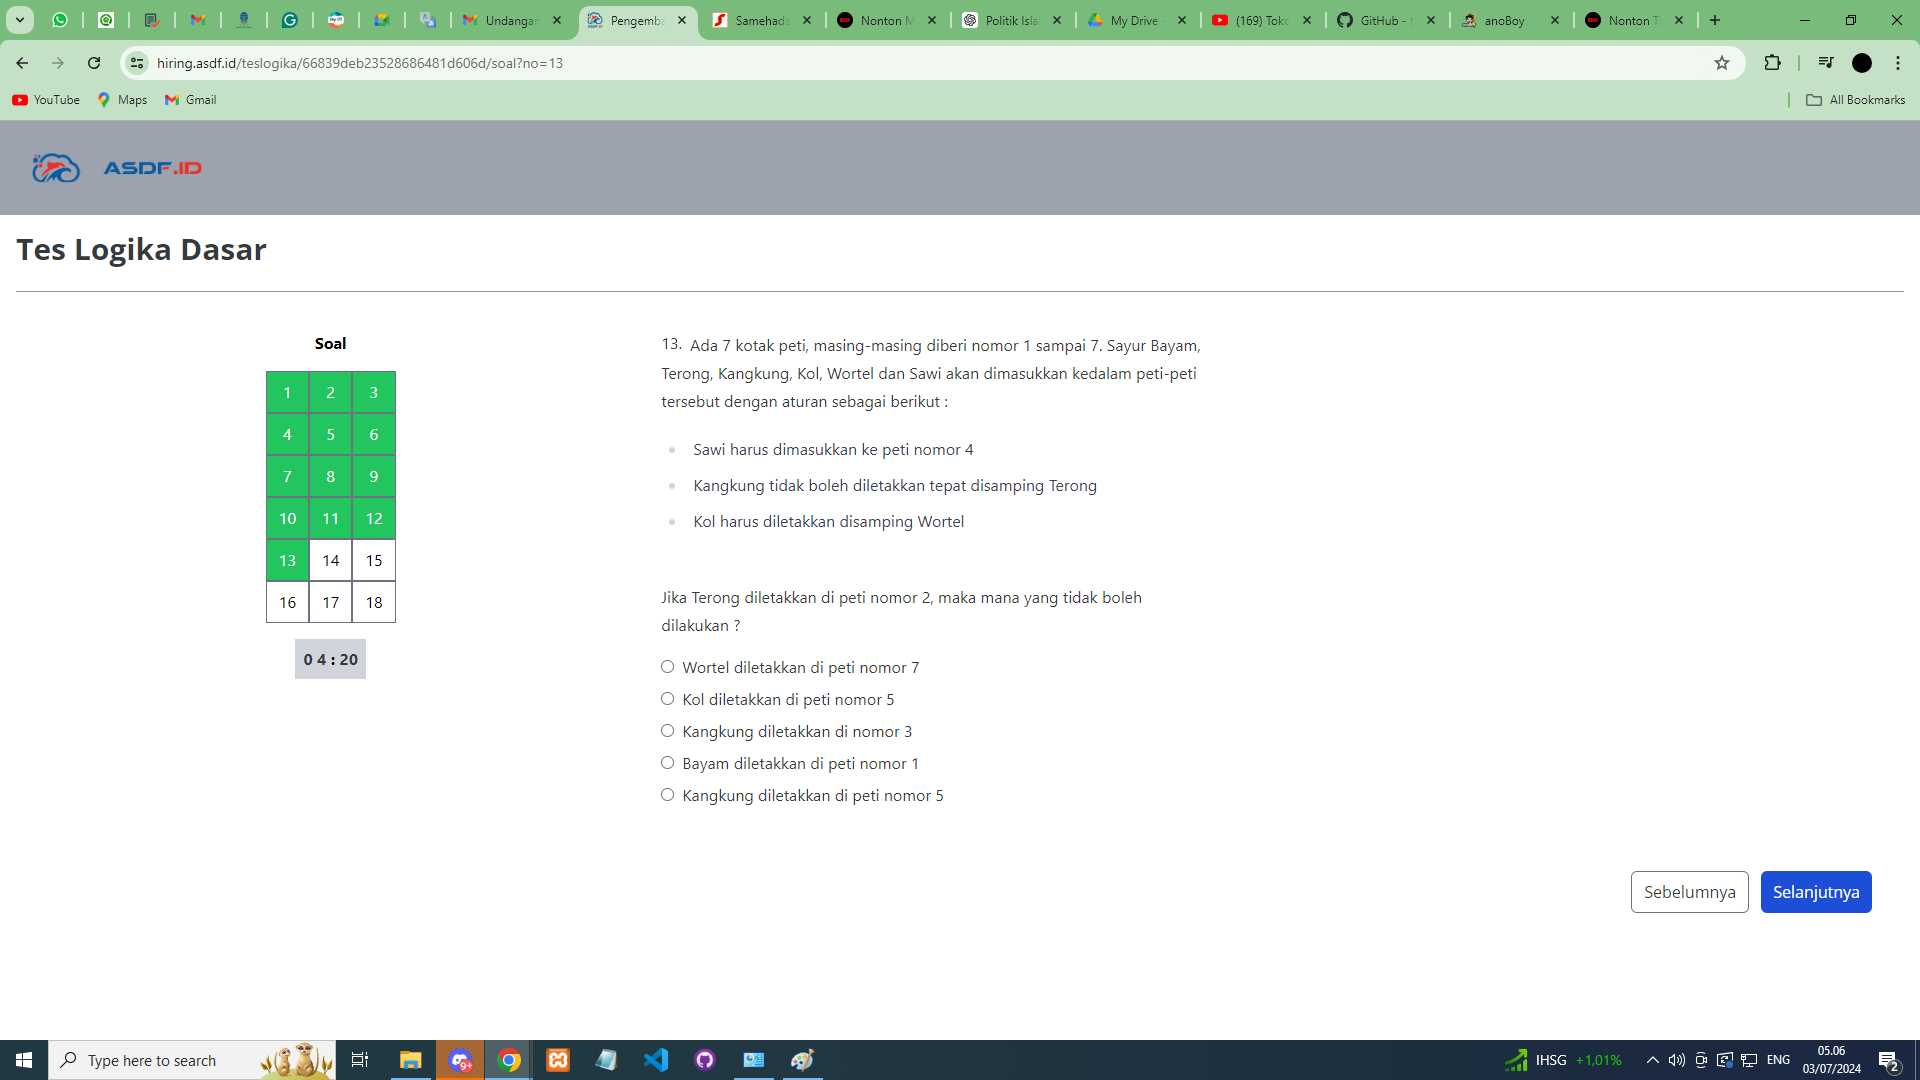 Undangan
Pengemba
Samehada
Nonton M
Politik Isla
My Drive -
(169) Toko
GitHub - t
anoBoy
Nonton T
hiring.asdf.id/teslogika/66839deb23528686481d606d/soal?no=13
YouTube
Maps
Gmail
All Bookmarks
ASDF.ID
Tes Logika Dasar
Soal
1 2 3
4 5 6
7 8 9
10 11 12
13 14 15
16 17 18
0 4 : 20
13. Ada 7 kotak peti, masing-masing diberi nomor 1 sampai 7. Sayur Bayam,
Terong, Kangkung, Kol, Wortel dan Sawi akan dimasukkan kedalam peti-peti
tersebut dengan aturan sebagai berikut :
Sawi harus dimasukkan ke peti nomor 4
Kangkung tidak boleh diletakkan tepat disamping Terong
Kol harus diletakkan disamping Wortel
Jika Terong diletakkan di peti nomor 2, maka mana yang tidak boleh
dilakukan ?
Wortel diletakkan di peti nomor 7
Kol diletakkan di peti nomor 5
Kangkung diletakkan di nomor 3
Bayam diletakkan di peti nomor 1
Kangkung diletakkan di peti nomor 5
Sebelumnya
Selanjutnya
Type here to search
9+
IHSG +1,01%
ENG
05.06
03/07/2024
2